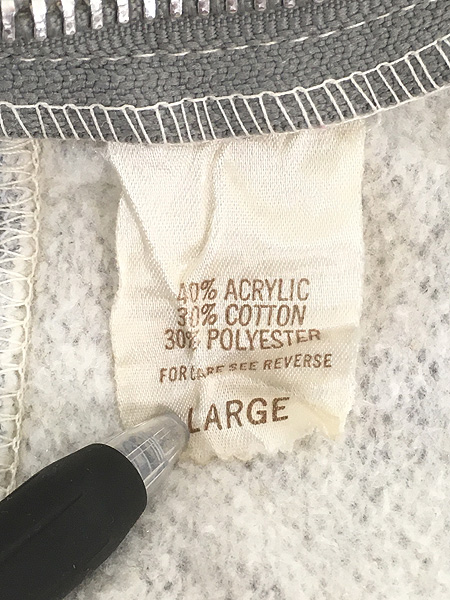 40% ACRYLIC
30% COTTON
30% POLYESTER
FOR CARE SEE REVERSE
LARGE